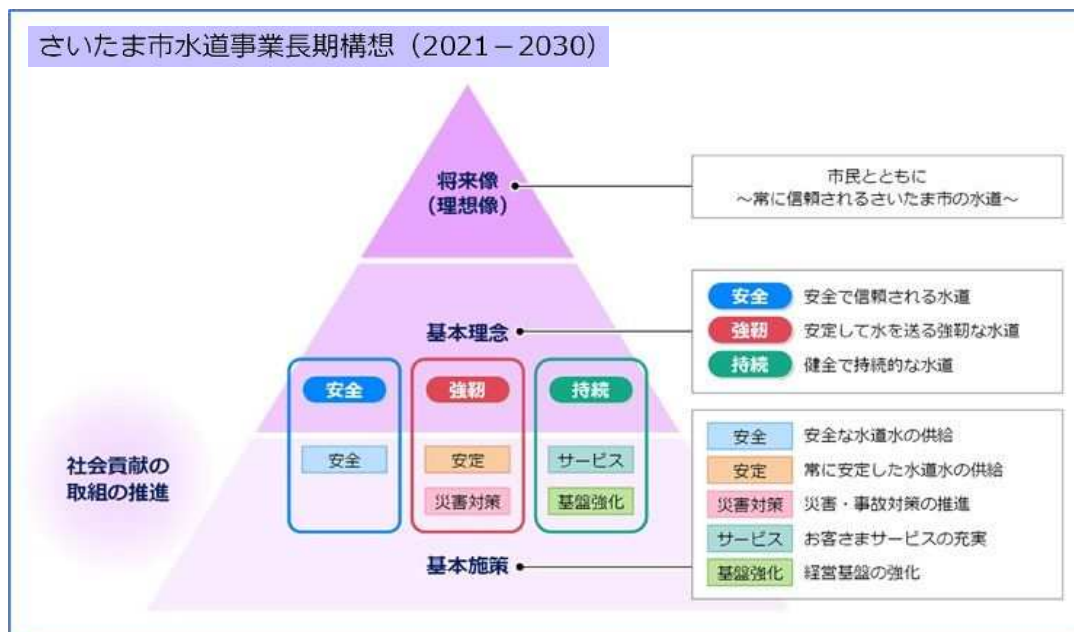 さいたま市水道事業長期構想（2021－2030）
将来像
(理想像)
市民とともに
～常に信頼されるさいたま市の水道～
基本理念
安全 安全で信頼される水道
強靭 安定して水を送る強靭な水道
持続 健全で持続的な水道
安全 強靭 持続
安全 安定 サービス
災害対策 基盤強化
社会貢献の
取組の推進
基本施策
安全 安全な水道水の供給
安定 常に安定した水道水の供給
災害対策 災害・事故対策の推進
サービス お客さまサービスの充実
基盤強化 経営基盤の強化